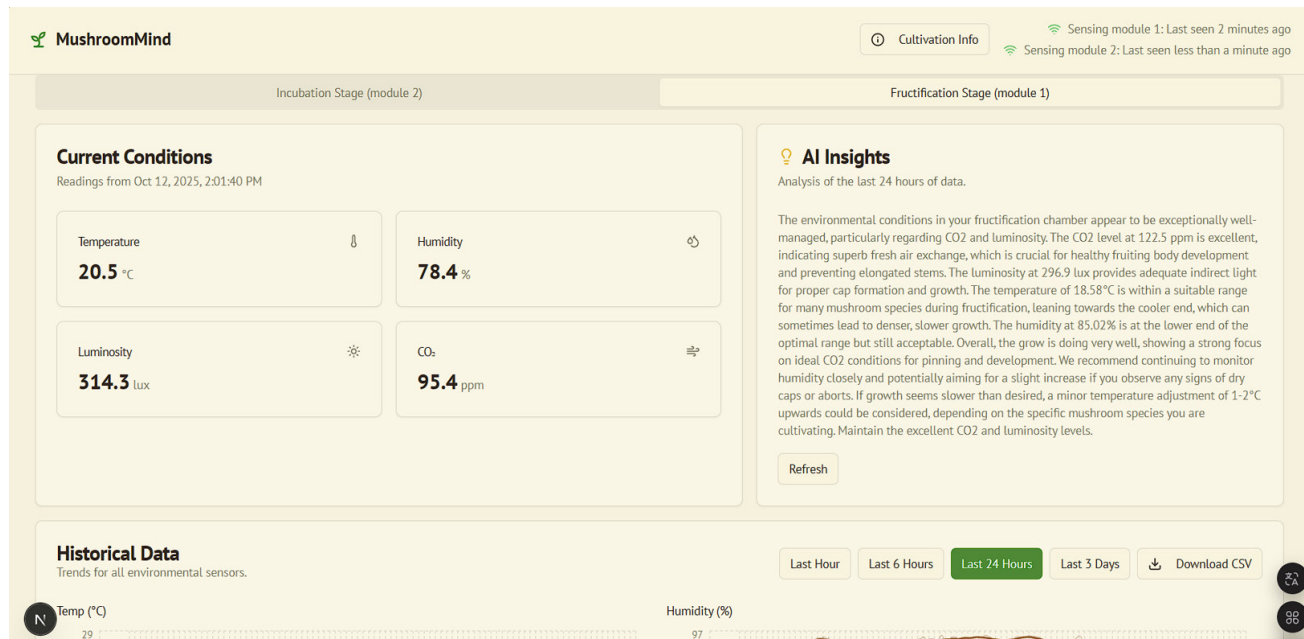 MushroomMind
Cultivation Info
Sensing module 1: Last seen 2 minutes ago
Sensing module 2: Last seen less than a minute ago
Incubation Stage (module 2)
Fructification Stage (module 1)
Current Conditions
Readings from Oct 12, 2025, 2:01:40 PM
Temperature
20.5 °C
Humidity
78.4 %
Luminosity
314.3 lux
CO₂
95.4 ppm
AI Insights
Analysis of the last 24 hours of data.
The environmental conditions in your fructification chamber appear to be exceptionally well-
managed, particularly regarding CO2 and luminosity. The CO2 level at 122.5 ppm is excellent,
indicating superb fresh air exchange, which is crucial for healthy fruiting body development
and preventing elongated stems. The luminosity at 296.9 lux provides adequate indirect light
for proper cap formation and growth. The temperature of 18.58°C is within a suitable range
for many mushroom species during fructification, leaning towards the cooler end, which can
sometimes lead to denser, slower growth. The humidity at 85.02% is at the lower end of the
optimal range but still acceptable. Overall, the grow is doing very well, showing a strong focus
on ideal CO2 conditions for pinning and development. We recommend continuing to monitor
humidity closely and potentially aiming for a slight increase if you observe any signs of dry
caps or aborts. If growth seems slower than desired, a minor temperature adjustment of 1-2°C
upwards could be considered, depending on the specific mushroom species you are
cultivating. Maintain the excellent CO2 and luminosity levels.
Refresh
Historical Data
Trends for all environmental sensors.
Last Hour
Last 6 Hours
Last 24 Hours
Last 3 Days
Download CSV
Temp (°C)
29
Humidity (%)
97
N